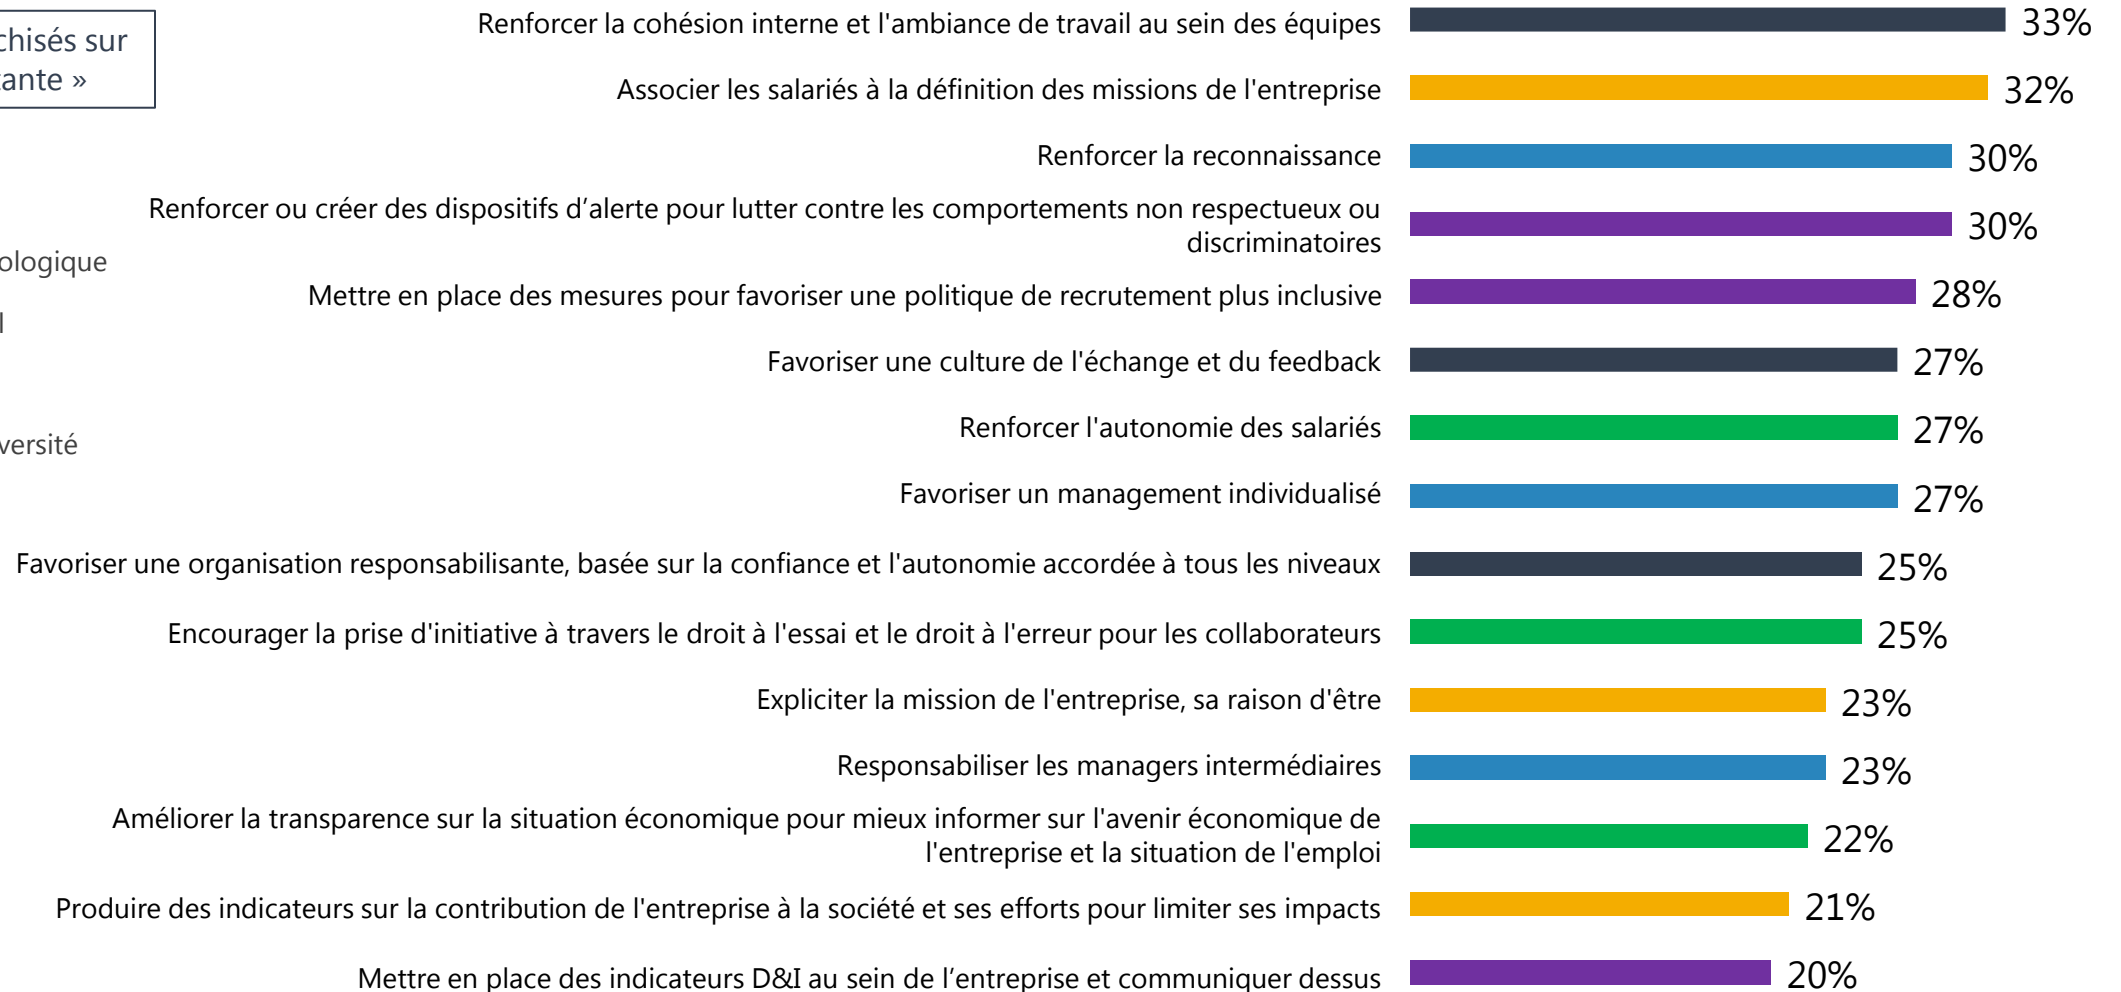 chisés sur
tante »
ologique
l
versité
Renforcer la cohésion interne et l'ambiance de travail au sein des équipes
33%
Associer les salariés à la définition des missions de l'entreprise
32%
Renforcer la reconnaissance
30%
Renforcer ou créer des dispositifs d’alerte pour lutter contre les comportements non respectueux ou
discriminatoires
30%
Mettre en place des mesures pour favoriser une politique de recrutement plus inclusive
28%
Favoriser une culture de l'échange et du feedback
27%
Renforcer l'autonomie des salariés
27%
Favoriser un management individualisé
27%
Favoriser une organisation responsabilisante, basée sur la confiance et l'autonomie accordée à tous les niveaux
25%
Encourager la prise d'initiative à travers le droit à l'essai et le droit à l'erreur pour les collaborateurs
25%
Expliciter la mission de l'entreprise, sa raison d'être
23%
Responsabiliser les managers intermédiaires
23%
Améliorer la transparence sur la situation économique pour mieux informer sur l'avenir économique de
l'entreprise et la situation de l'emploi
22%
Produire des indicateurs sur la contribution de l'entreprise à la société et ses efforts pour limiter ses impacts
21%
Mettre en place des indicateurs D&I au sein de l’entreprise et communiquer dessus
20%